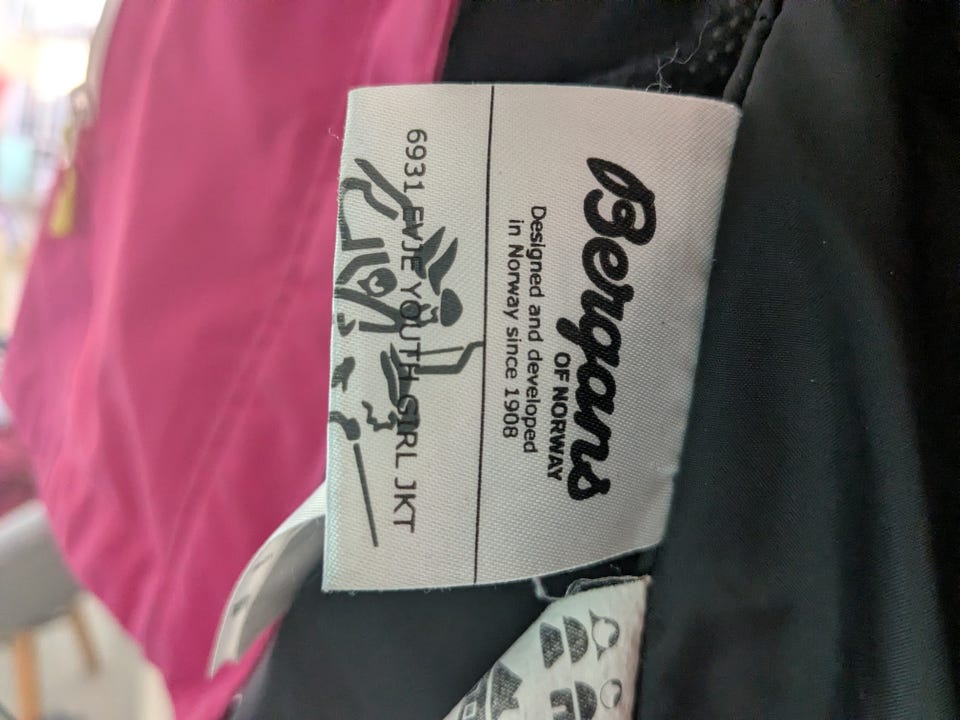 Bergans
OF NORWAY
Designed and developed
in Norway since 1908
6931 EVJE YOUTH GIRL JKT